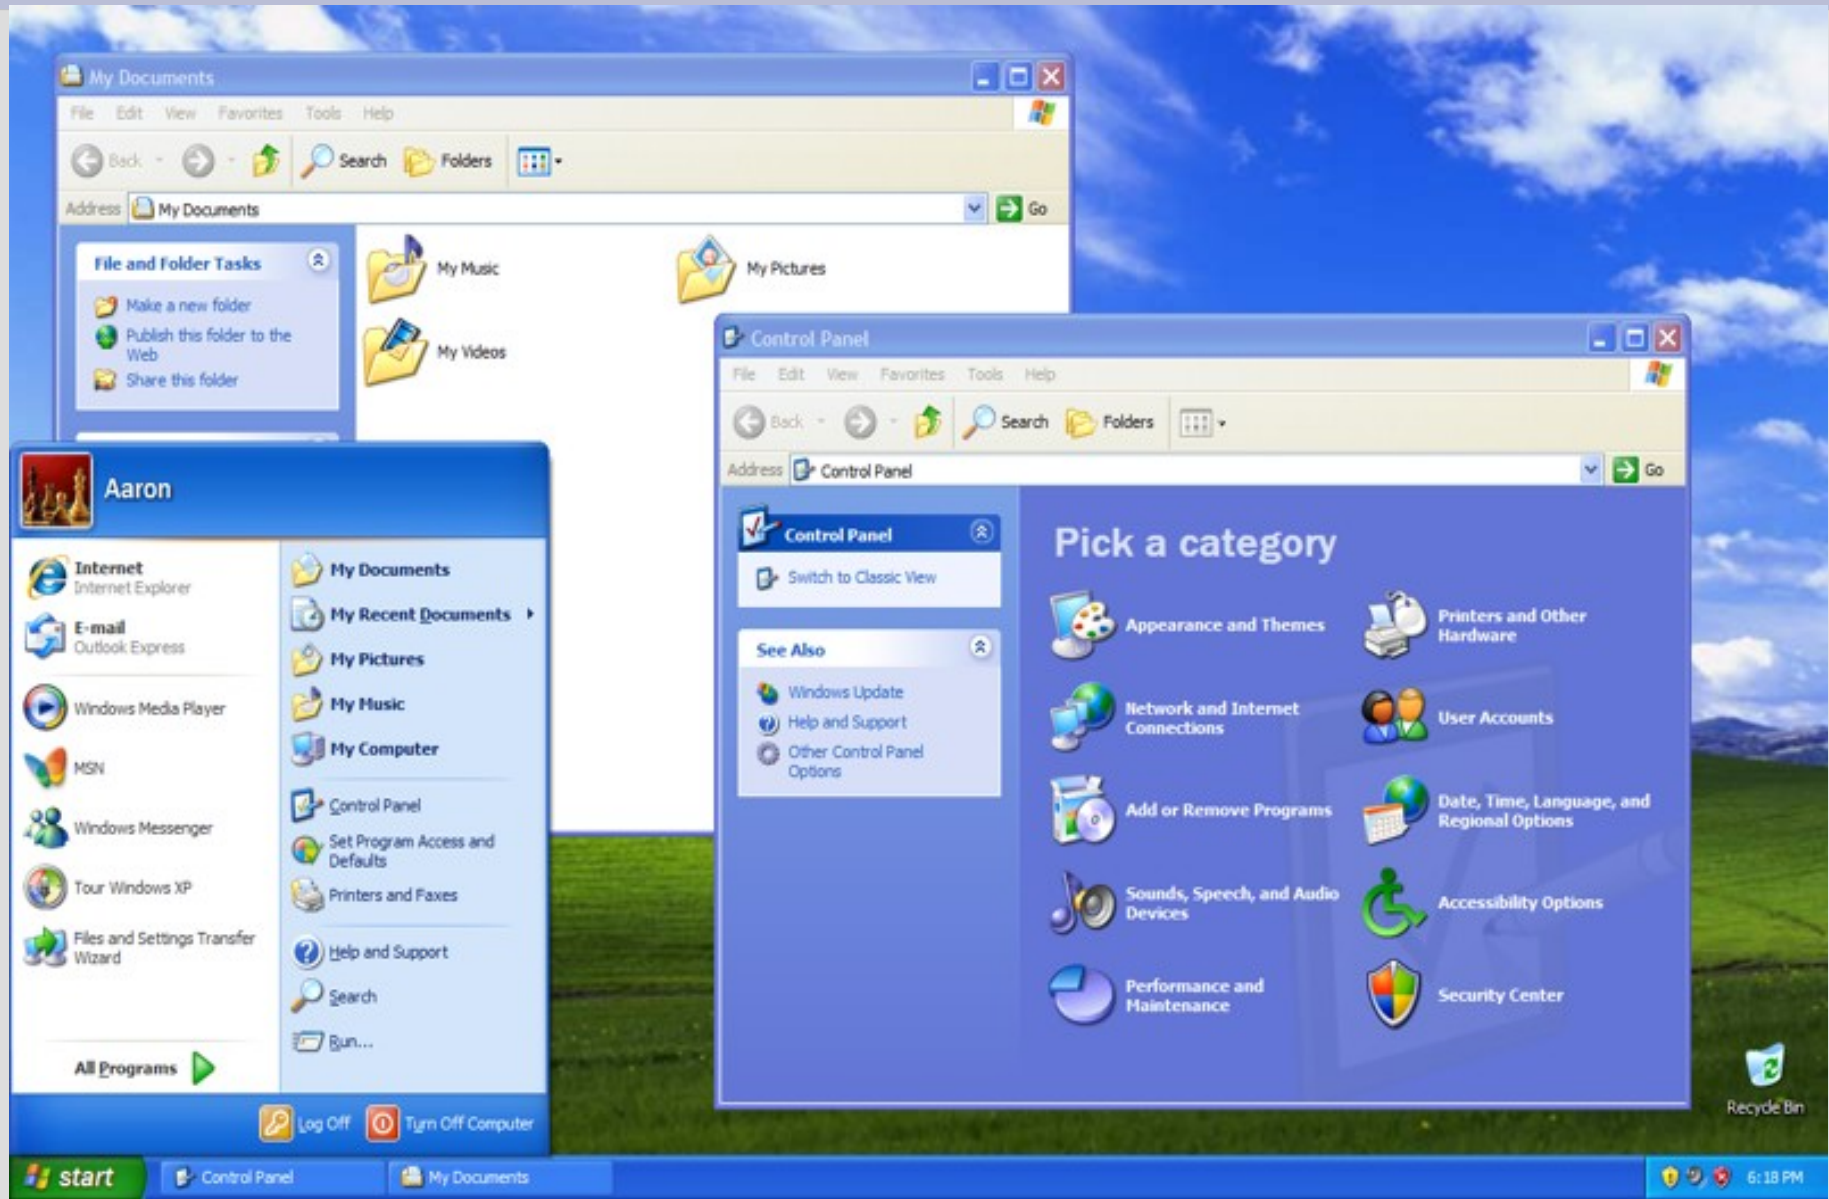 My Documents
File Edit View Favorites Tools Help
Back Search Folders
Address My Documents Go
File and Folder Tasks
Make a new folder
Publish this folder to the
Web
Share this folder
My Music
My Pictures
My Videos
Control Panel
File Edit View Favorites Tools Help
Back Search Folders
Address Control Panel Go
Control Panel
Switch to Classic View
See Also
Windows Update
Help and Support
Other Control Panel
Options
Pick a category
Appearance and Themes
Printers and Other
Hardware
Network and Internet
Connections
User Accounts
Add or Remove Programs
Date, Time, Language, and
Regional Options
Sounds, Speech, and Audio
Devices
Accessibility Options
Performance and
Maintenance
Security Center
Aaron
Internet
Internet Explorer
E-mail
Outlook Express
Windows Media Player
MSN
Windows Messenger
Tour Windows XP
Files and Settings Transfer
Wizard
All Programs
My Documents
My Recent Documents
My Pictures
My Music
My Computer
Control Panel
Set Program Access and
Defaults
Printers and Faxes
Help and Support
Search
Run...
Log Off Turn Off Computer
Recycle Bin
start Control Panel My Documents 6:18 PM